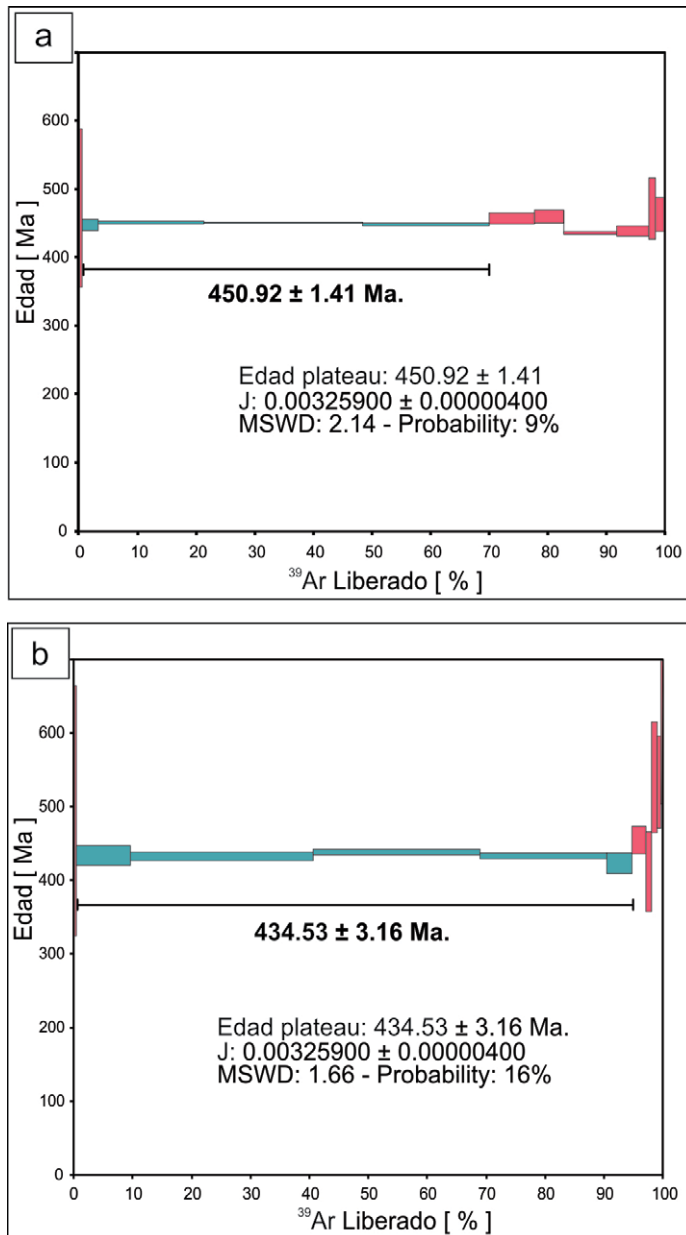 a
600
500
400
300
200
100
0
Edad [ Ma ]
450.92 ± 1.41 Ma.
Edad plateau: 450.92 ± 1.41
J: 0.00325900 ± 0.00000400
MSWD: 2.14 - Probability: 9%
0 10 20 30 40 50 60 70 80 90 100
³⁹Ar Liberado [ % ]
b
600
500
400
300
200
100
0
Edad [ Ma ]
434.53 ± 3.16 Ma.
Edad plateau: 434.53 ± 3.16 Ma.
J: 0.00325900 ± 0.00000400
MSWD: 1.66 - Probability: 16%
0 10 20 30 40 50 60 70 80 90 100
³⁹Ar Liberado [ % ]